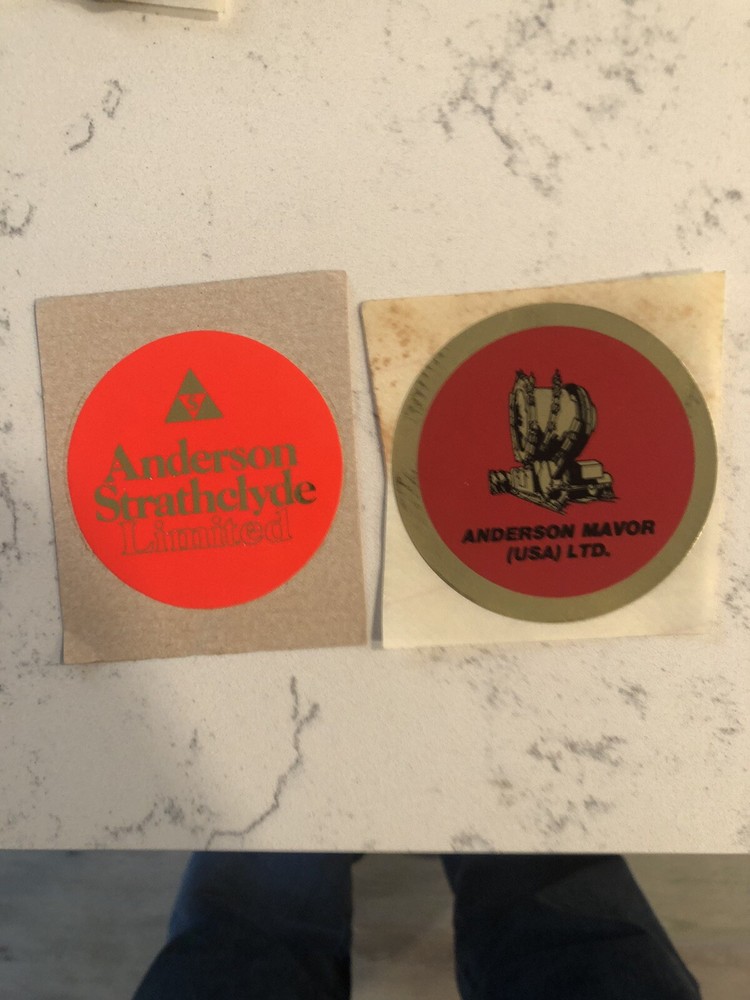 Anderson
Strathclyde
Limited
ANDERSON MAVOR
(USA) LTD.